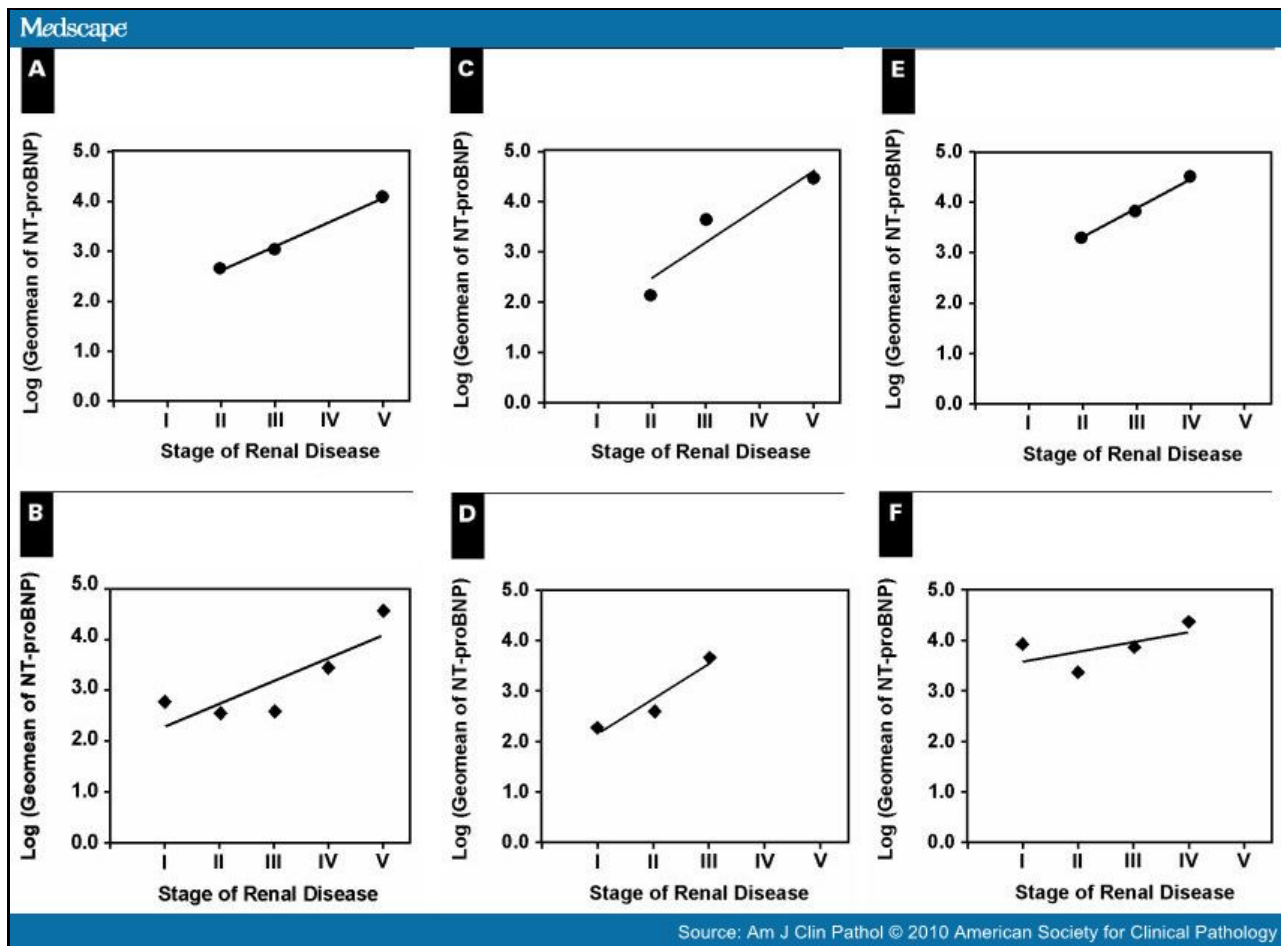 Medscape
A
Log (Geomean of NT-proBNP)
5.0
4.0
3.0
2.0
1.0
0.0
I II III IV V
Stage of Renal Disease
C
Log (Geomean of NT-proBNP)
5.0
4.0
3.0
2.0
1.0
0.0
I II III IV V
Stage of Renal Disease
E
Log (Geomean of NT-proBNP)
5.0
4.0
3.0
2.0
1.0
0.0
I II III IV V
Stage of Renal Disease
B
Log (Geomean of NT-proBNP)
5.0
4.0
3.0
2.0
1.0
0.0
I II III IV V
Stage of Renal Disease
D
Log (Geomean of NT-proBNP)
5.0
4.0
3.0
2.0
1.0
0.0
I II III IV V
Stage of Renal Disease
F
Log (Geomean of NT-proBNP)
5.0
4.0
3.0
2.0
1.0
0.0
I II III IV V
Stage of Renal Disease
Source: Am J Clin Pathol © 2010 American Society for Clinical Pathology